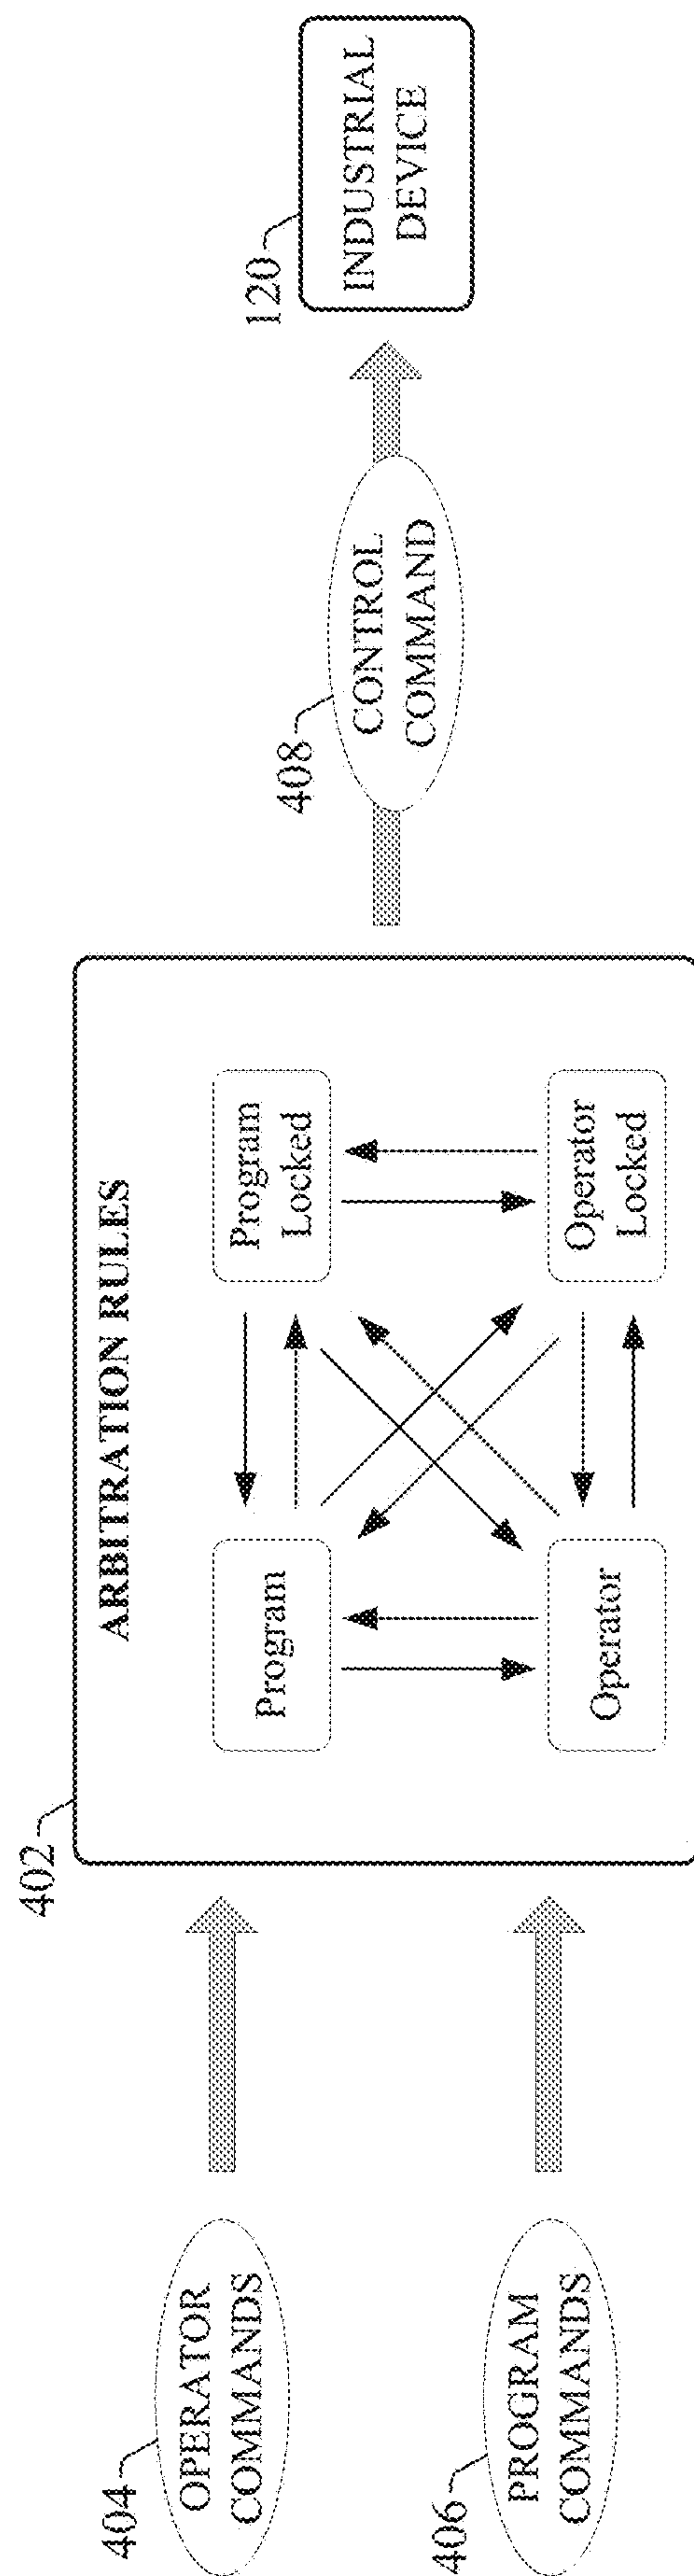 404
OPERATOR
COMMANDS
406
PROGRAM
COMMANDS
402
ARBITRATION RULES
Program
Program
Locked
Operator
Operator
Locked
408
CONTROL
COMMAND
120
INDUSTRIAL
DEVICE